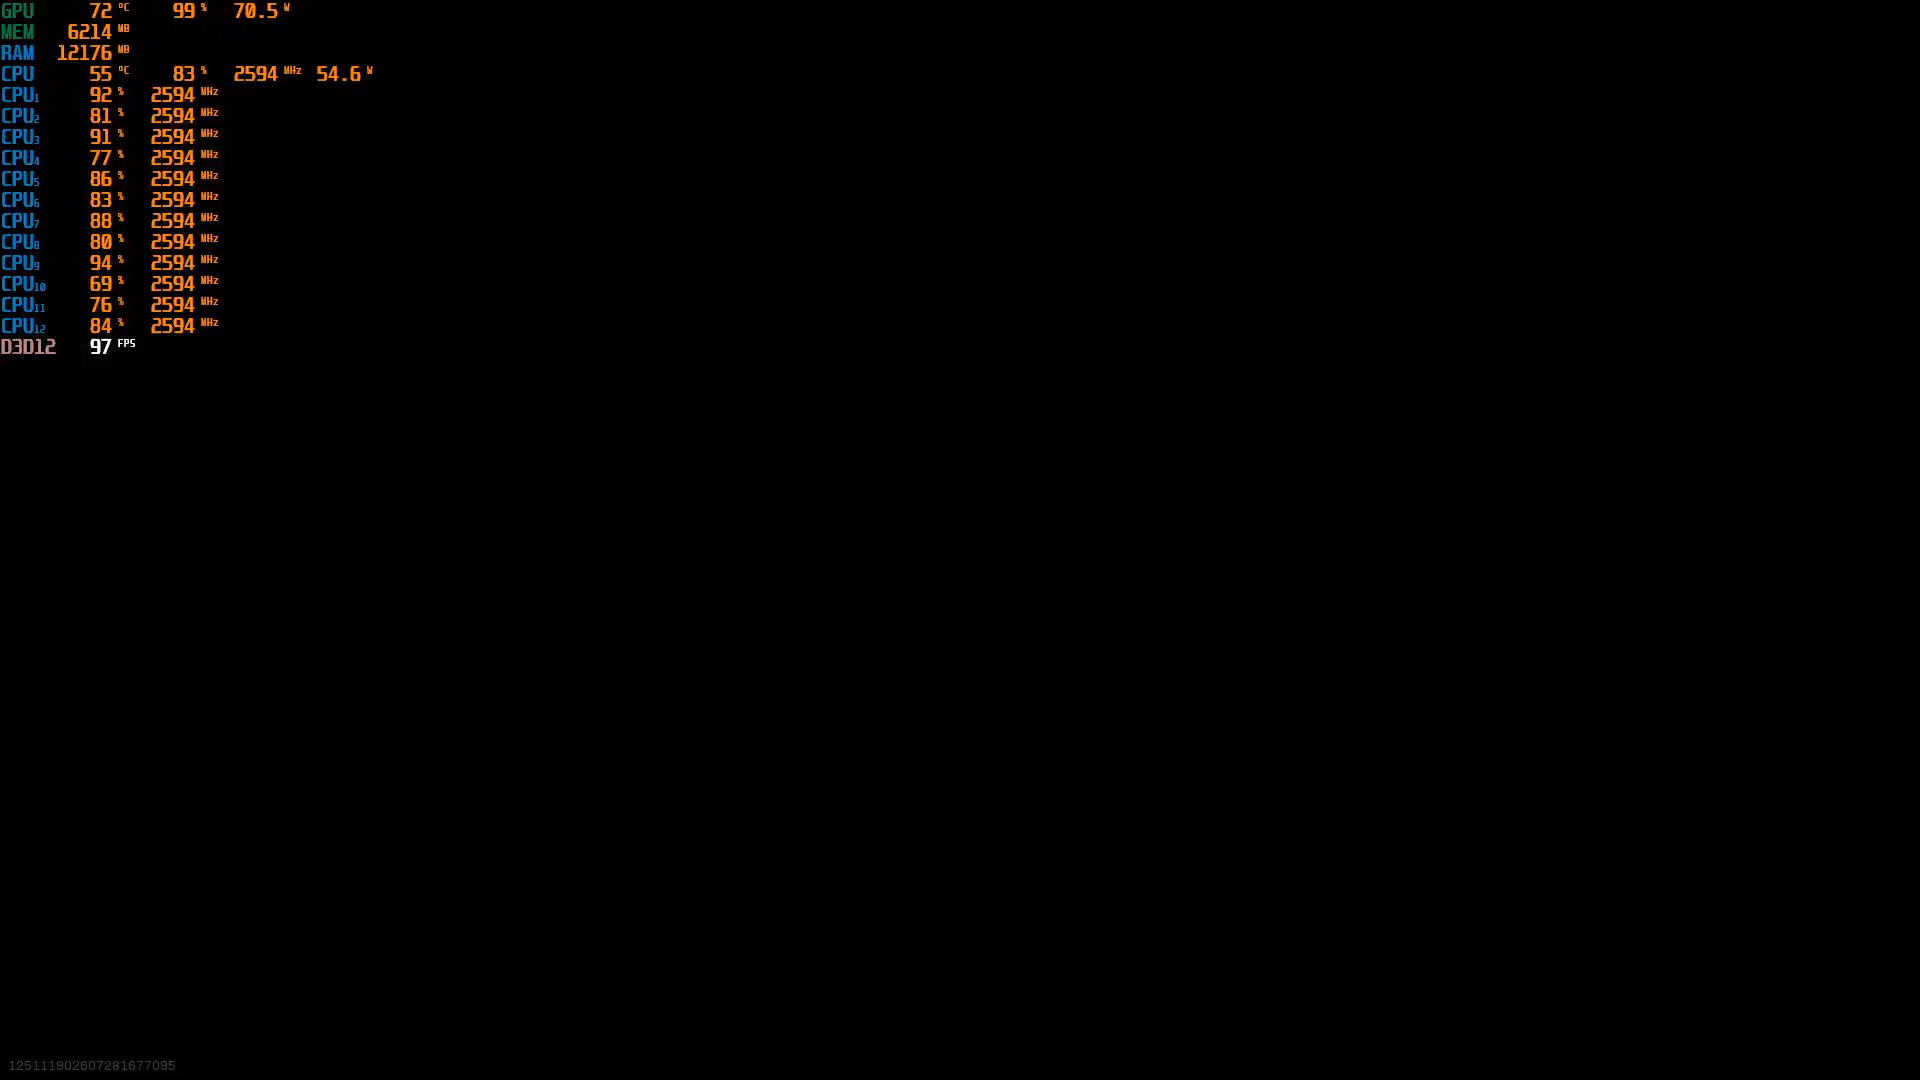 GPU 72 °C 99 % 70.5 W
MEM 6214 MB
RAM 12176 MB
CPU 55 °C 83 % 2594 MHz 54.6 W
CPU1 92 % 2594 MHz
CPU2 81 % 2594 MHz
CPU3 91 % 2594 MHz
CPU4 77 % 2594 MHz
CPU5 86 % 2594 MHz
CPU6 83 % 2594 MHz
CPU7 88 % 2594 MHz
CPU8 80 % 2594 MHz
CPU9 94 % 2594 MHz
CPU10 69 % 2594 MHz
CPU11 76 % 2594 MHz
CPU12 84 % 2594 MHz
D3D12 97 FPS
125111902607281677095